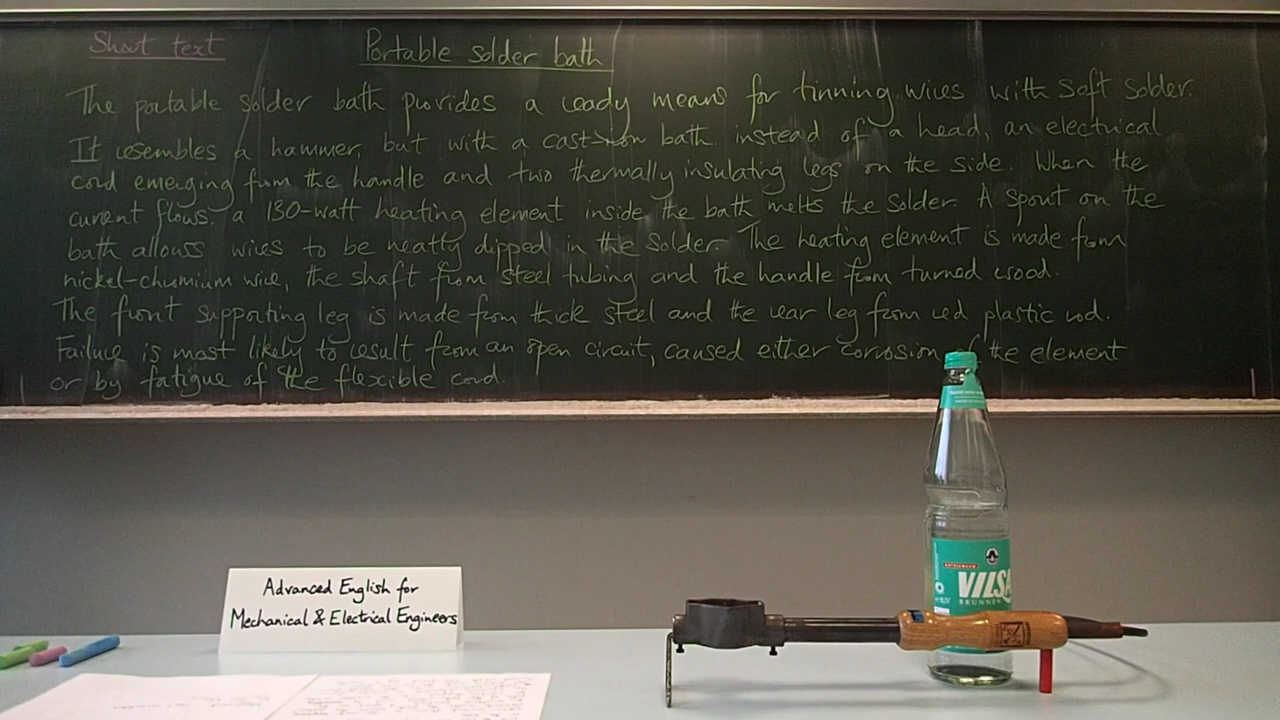 Short text
Portable solder bath
The portable solder bath provides a ready means for tinning wires with soft solder.
It resembles a hammer, but with a cast-iron bath instead of a head, an electrical
cord emerging from the handle and two thermally insulating legs on the side. When the
current flows, a 130-watt heating element inside the bath melts the solder. A spout on the
bath allows wires to be neatly dipped in the solder. The heating element is made from
nickel-chromium wire, the shaft from steel tubing and the handle from turned wood.
The front supporting leg is made from thick steel and the rear leg from red plastic rod.
Failure is most likely to result from an open circuit, caused either corrosion of the element
or by fatigue of the flexible cord.
Advanced English for
Mechanical & Electrical Engineers
VILSA
BRUNNEN